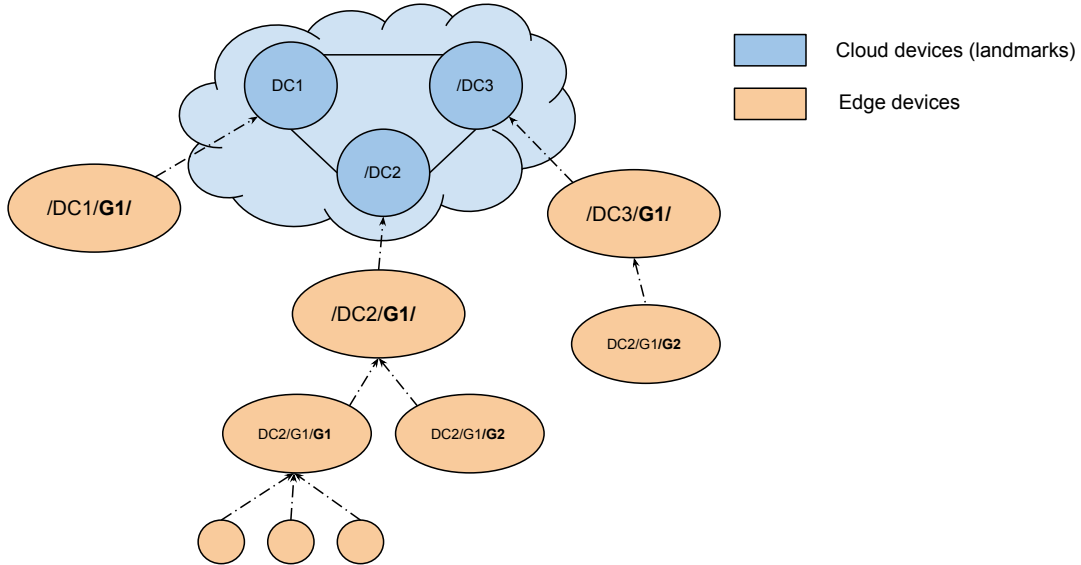 DC1
/DC3
/DC2
Cloud devices (landmarks)
Edge devices
/DC1/G1/
/DC3/G1/
/DC2/G1/
DC2/G1/G2
DC2/G1/G1
DC2/G1/G2